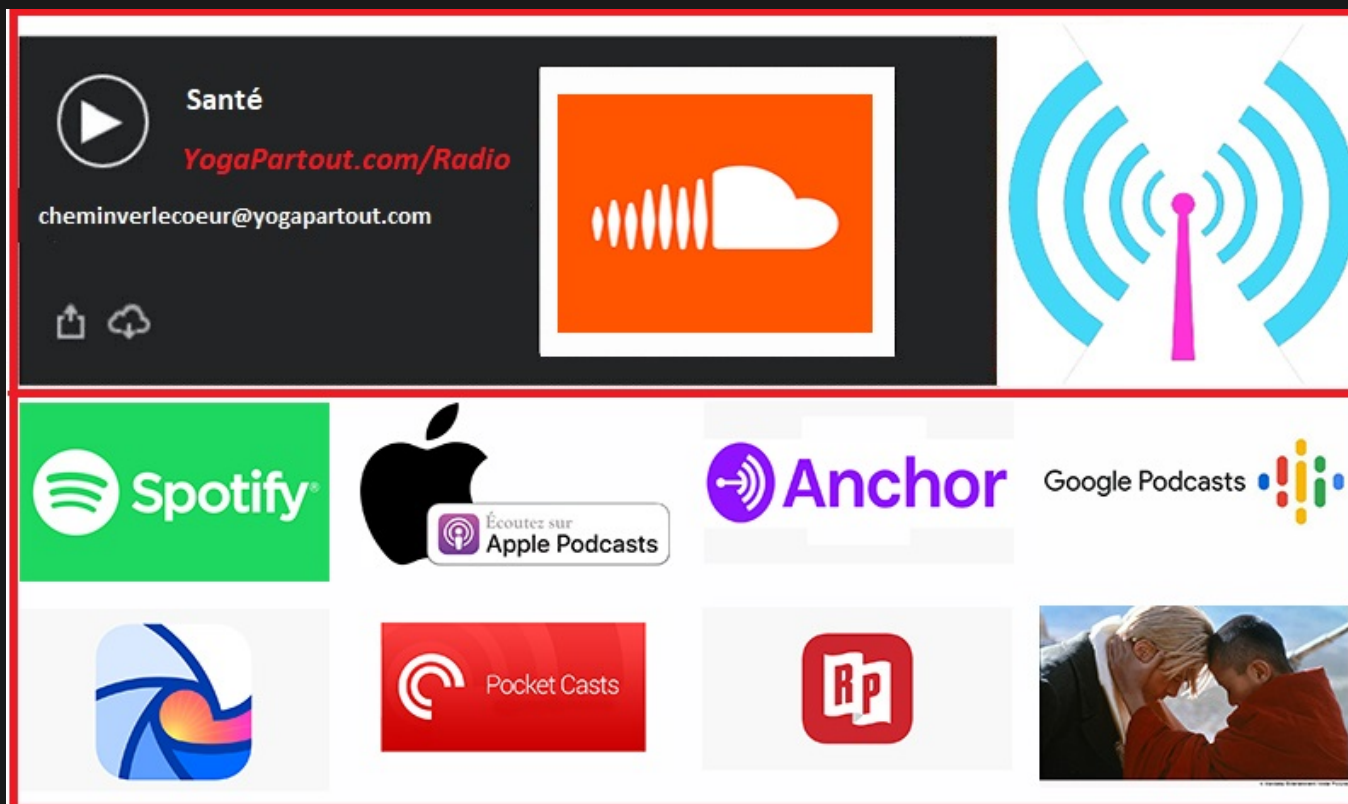 Santé
YogaPartout.com/Radio
cheminverlecoeur@yogapartout.com
Spotify®
Écoutez sur
Apple Podcasts
Anchor
Google Podcasts
Pocket Casts
RP